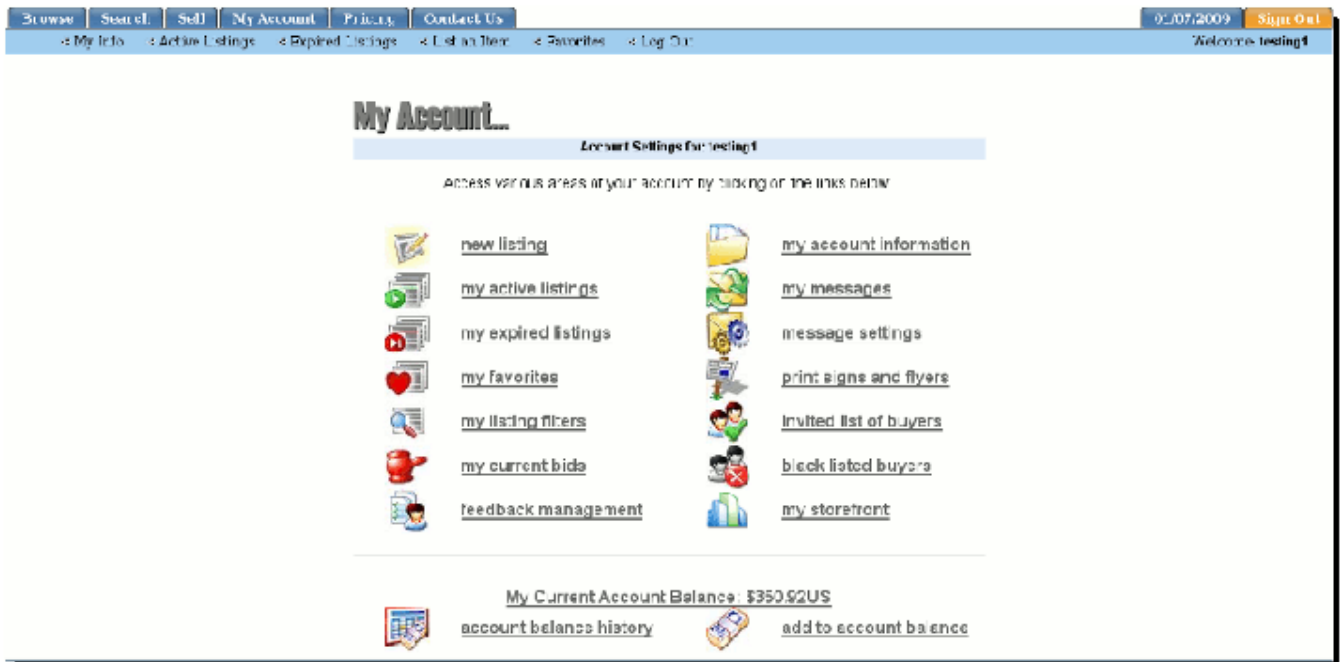 Browse Search Sell My Account Pricing Contact Us 01/07/2009 Sign Out
< My Info < Active Listings < Expired Listings < List an Item < Favorites < Log Out Welcome testing1
My Account...
Account Settings for testing1
Access various areas of your account by clicking on the links below
new listing my account information
my active listings my messages
my expired listings message settings
my favorites print signs and flyers
my listing filters invited list of buyers
my current bids black listed buyers
feedback management my storefront
My Current Account Balance: $350.92US
account balance history add to account balance